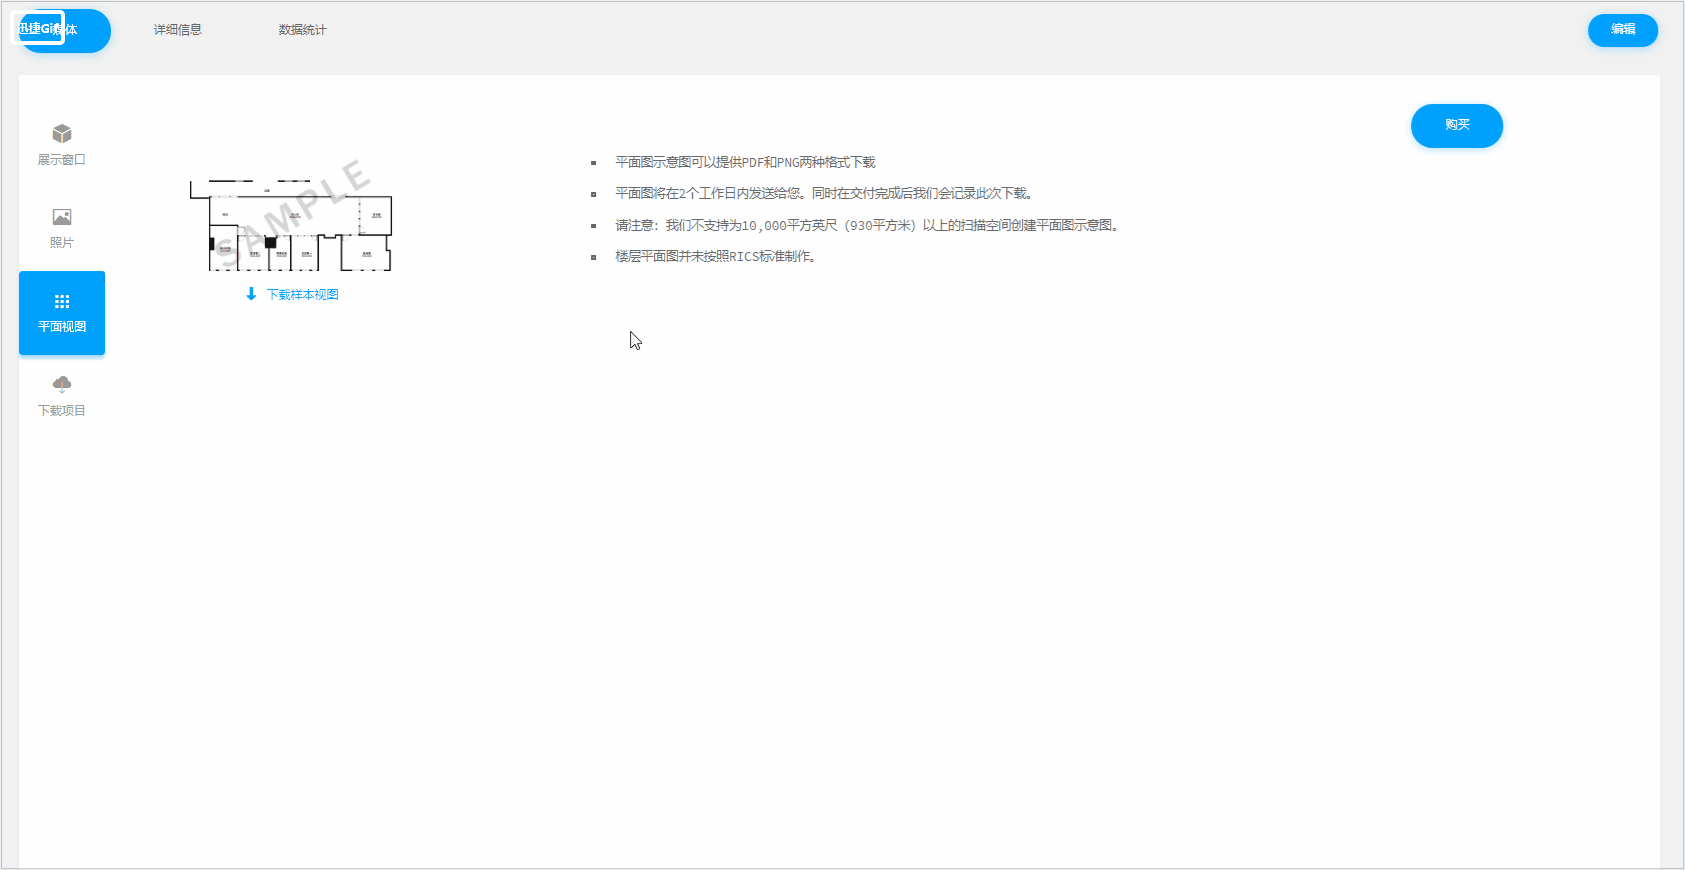 迅捷Gif
体
详细信息
数据统计
编辑
展示窗口
照片
平面视图
下载项目
SAMPLE
下载样本视图
购买
平面图示意图可以提供PDF和PNG两种格式下载
平面图将在2个工作日内发送给您。同时在交付完成后我们会记录此次下载。
请注意：我们不支持为10,000平方英尺（930平方米）以上的扫描空间创建平面图示意图。
楼层平面图并未按照RICS标准制作。